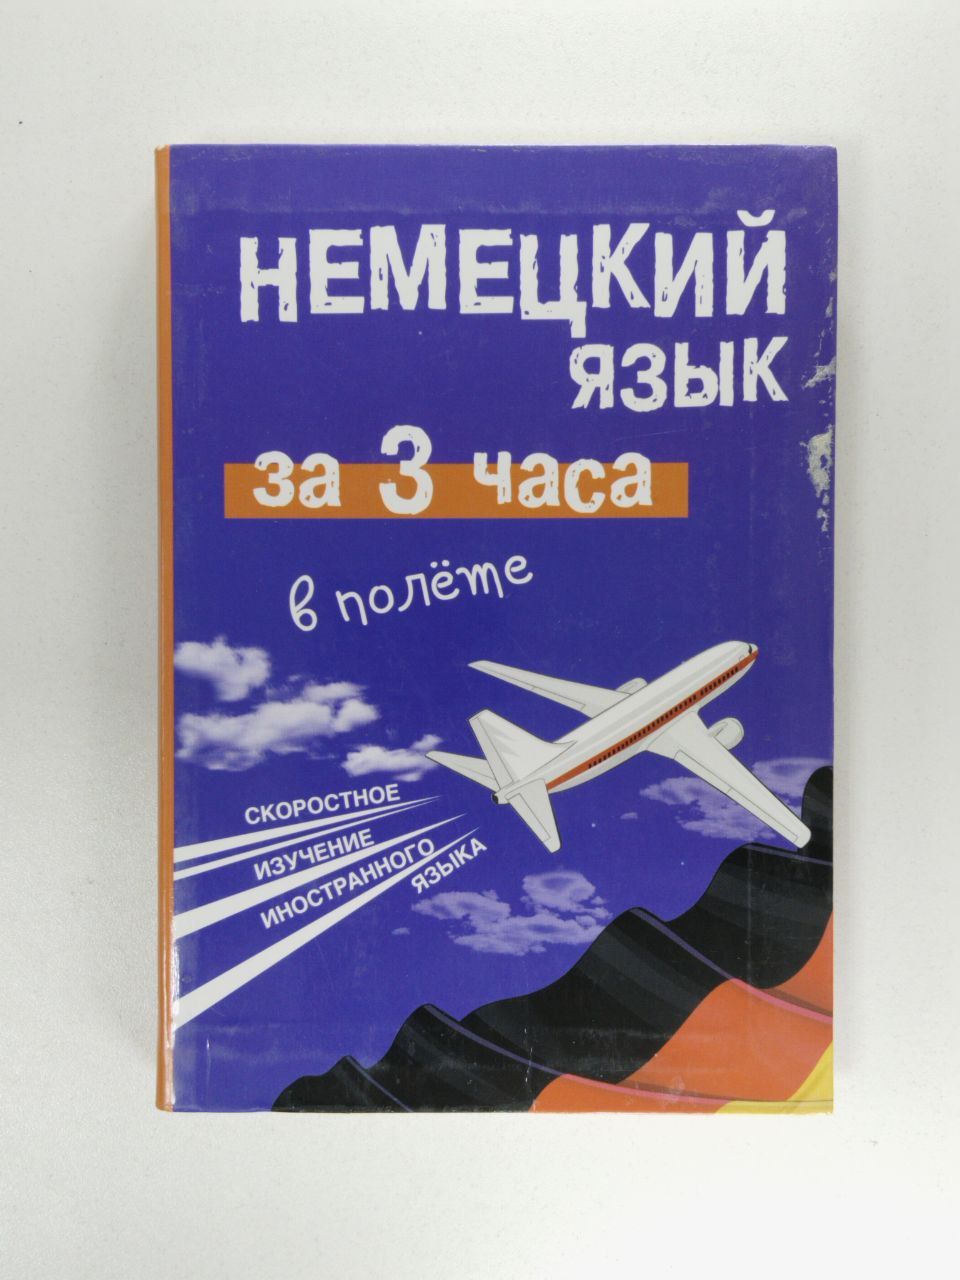 НЕМЕЦКИЙ
ЯЗЫК
за 3 часа
в полёте
СКОРОСТНОЕ
ИЗУЧЕНИЕ
ИНОСТРАННОГО
ЯЗЫКА